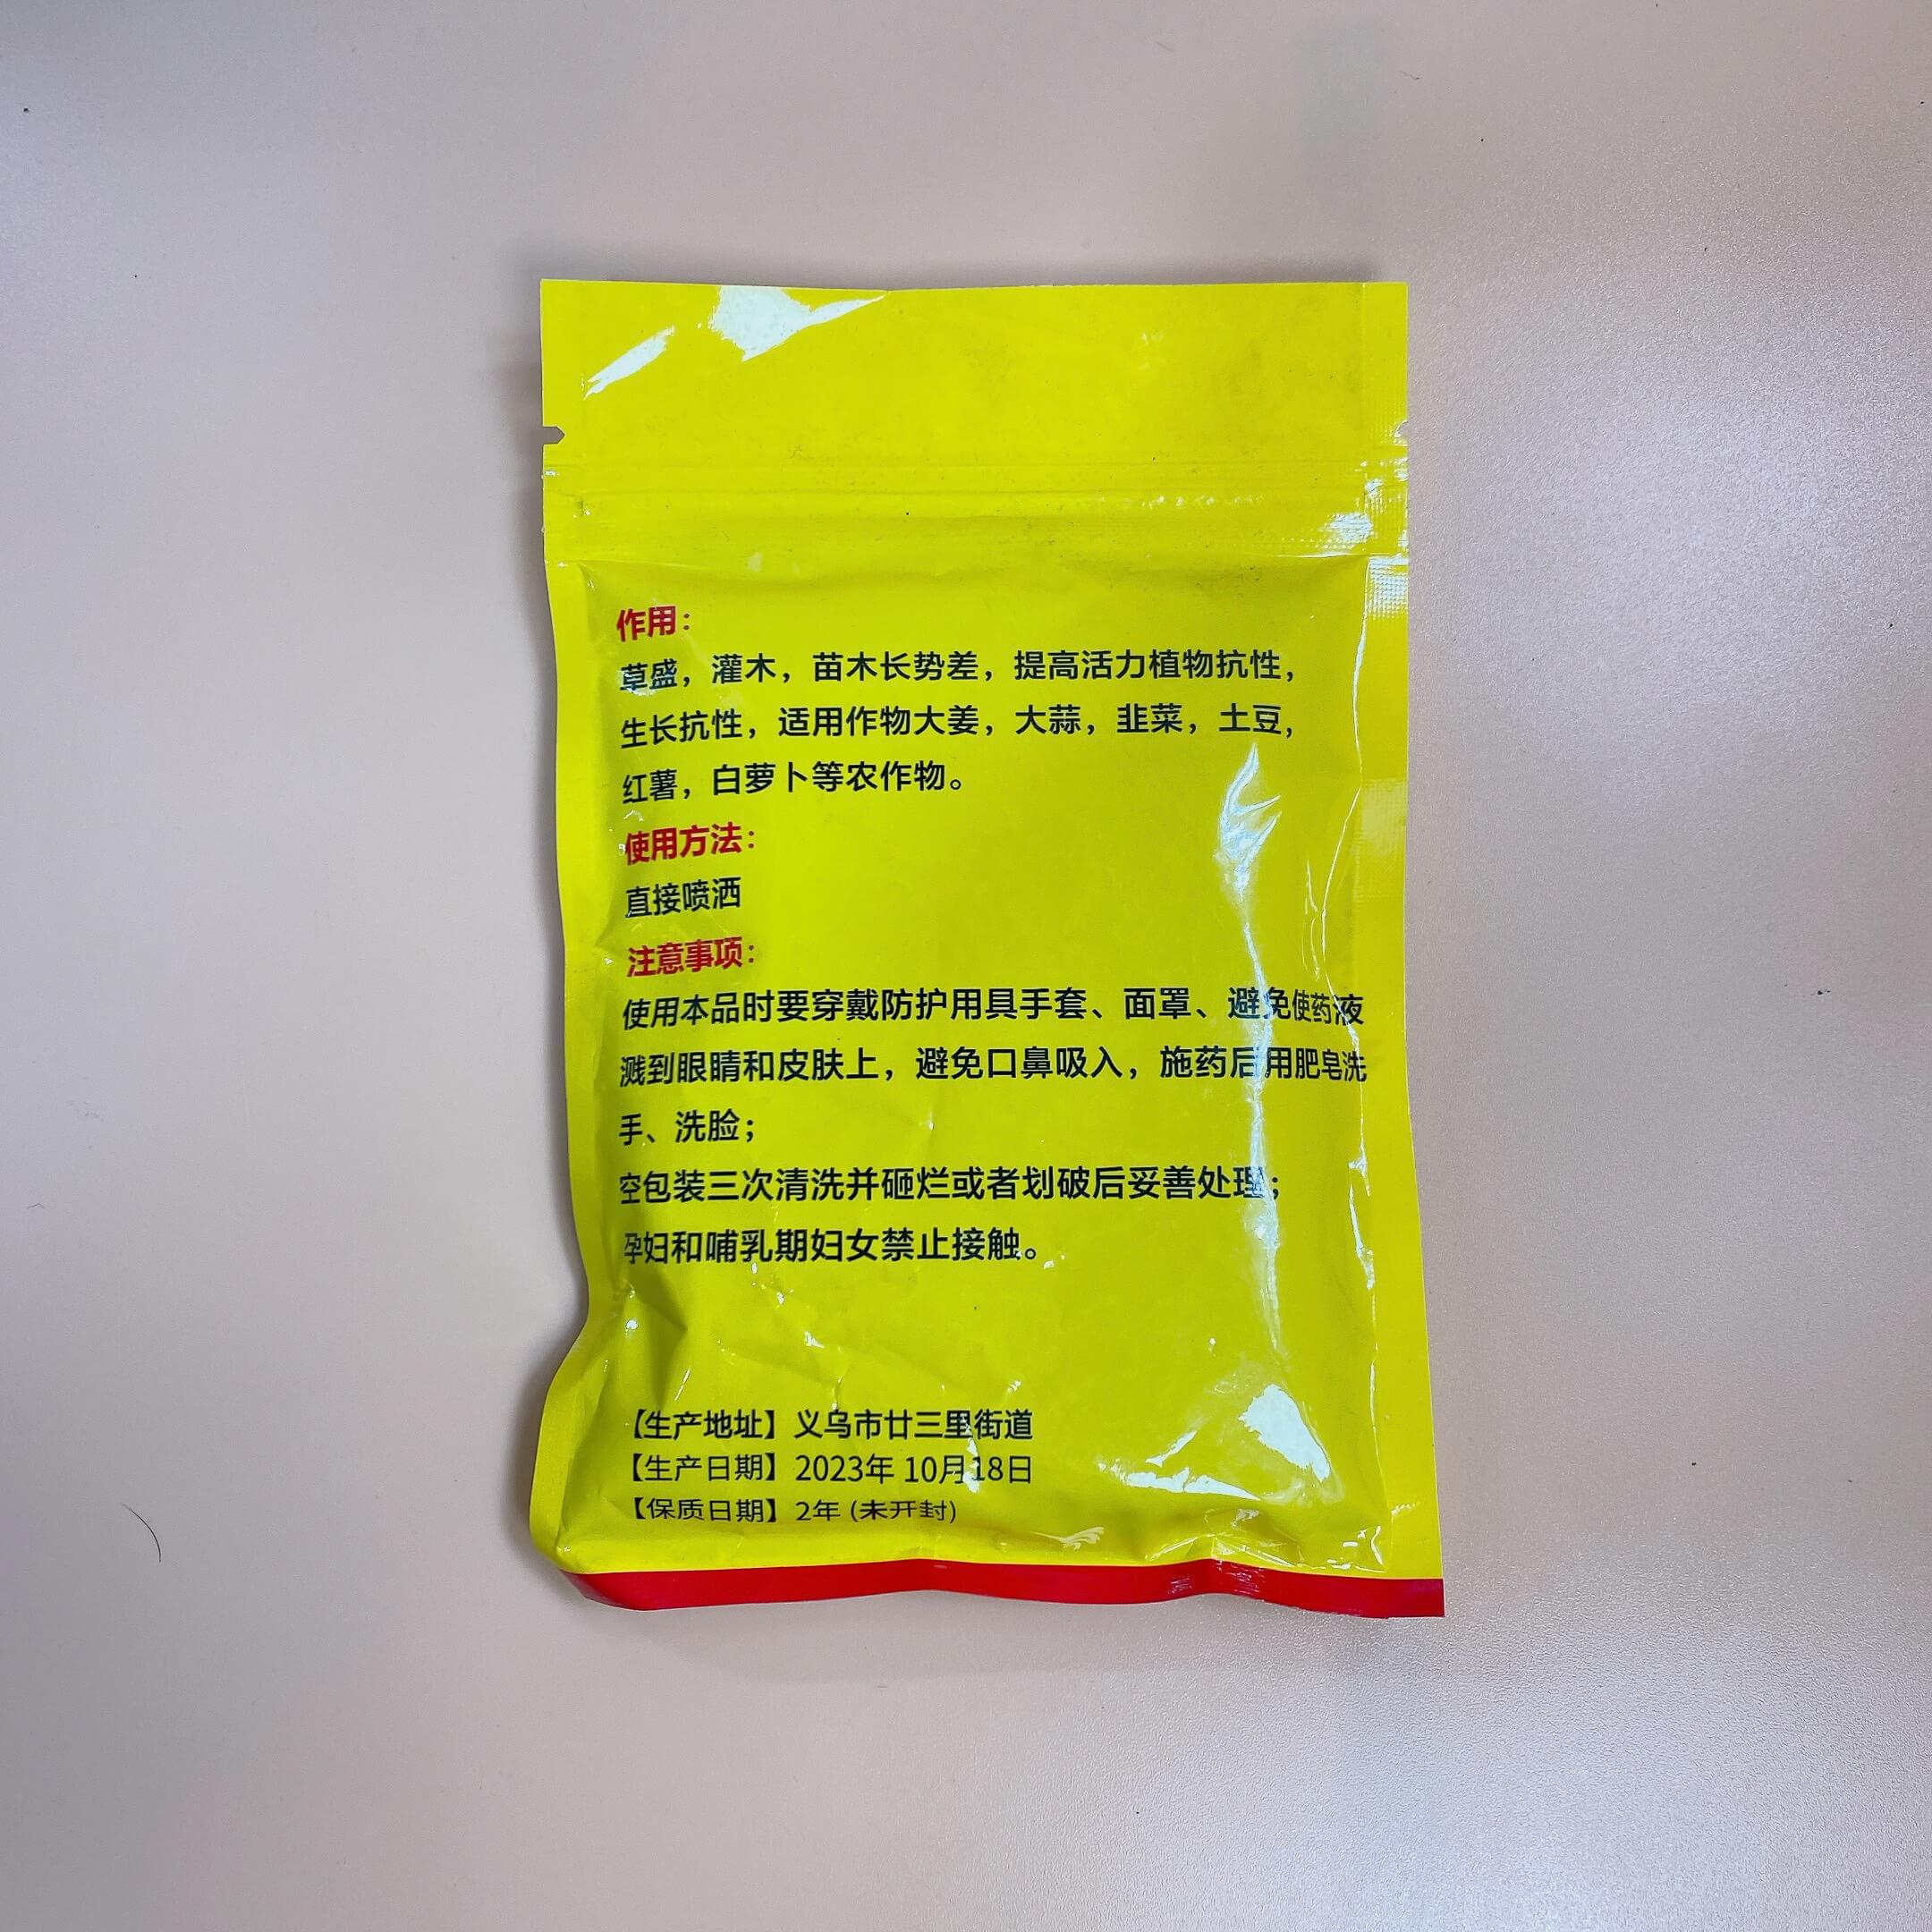 作用：
草盛，灌木，苗木长势差，提高活力植物抗性，
生长抗性，适用作物大姜，大蒜，韭菜，土豆，
红薯，白萝卜等农作物。
使用方法：
直接喷洒
注意事项：
使用本品时要穿戴防护用具手套、面罩、避免使药液
溅到眼睛和皮肤上，避免口鼻吸入，施药后用肥皂洗
手、洗脸；
空包装三次清洗并砸烂或者划破后妥善处理；
孕妇和哺乳期妇女禁止接触。
【生产地址】义乌市廿三里街道
【生产日期】2023年 10月18日
【保质日期】2年 (未开封)